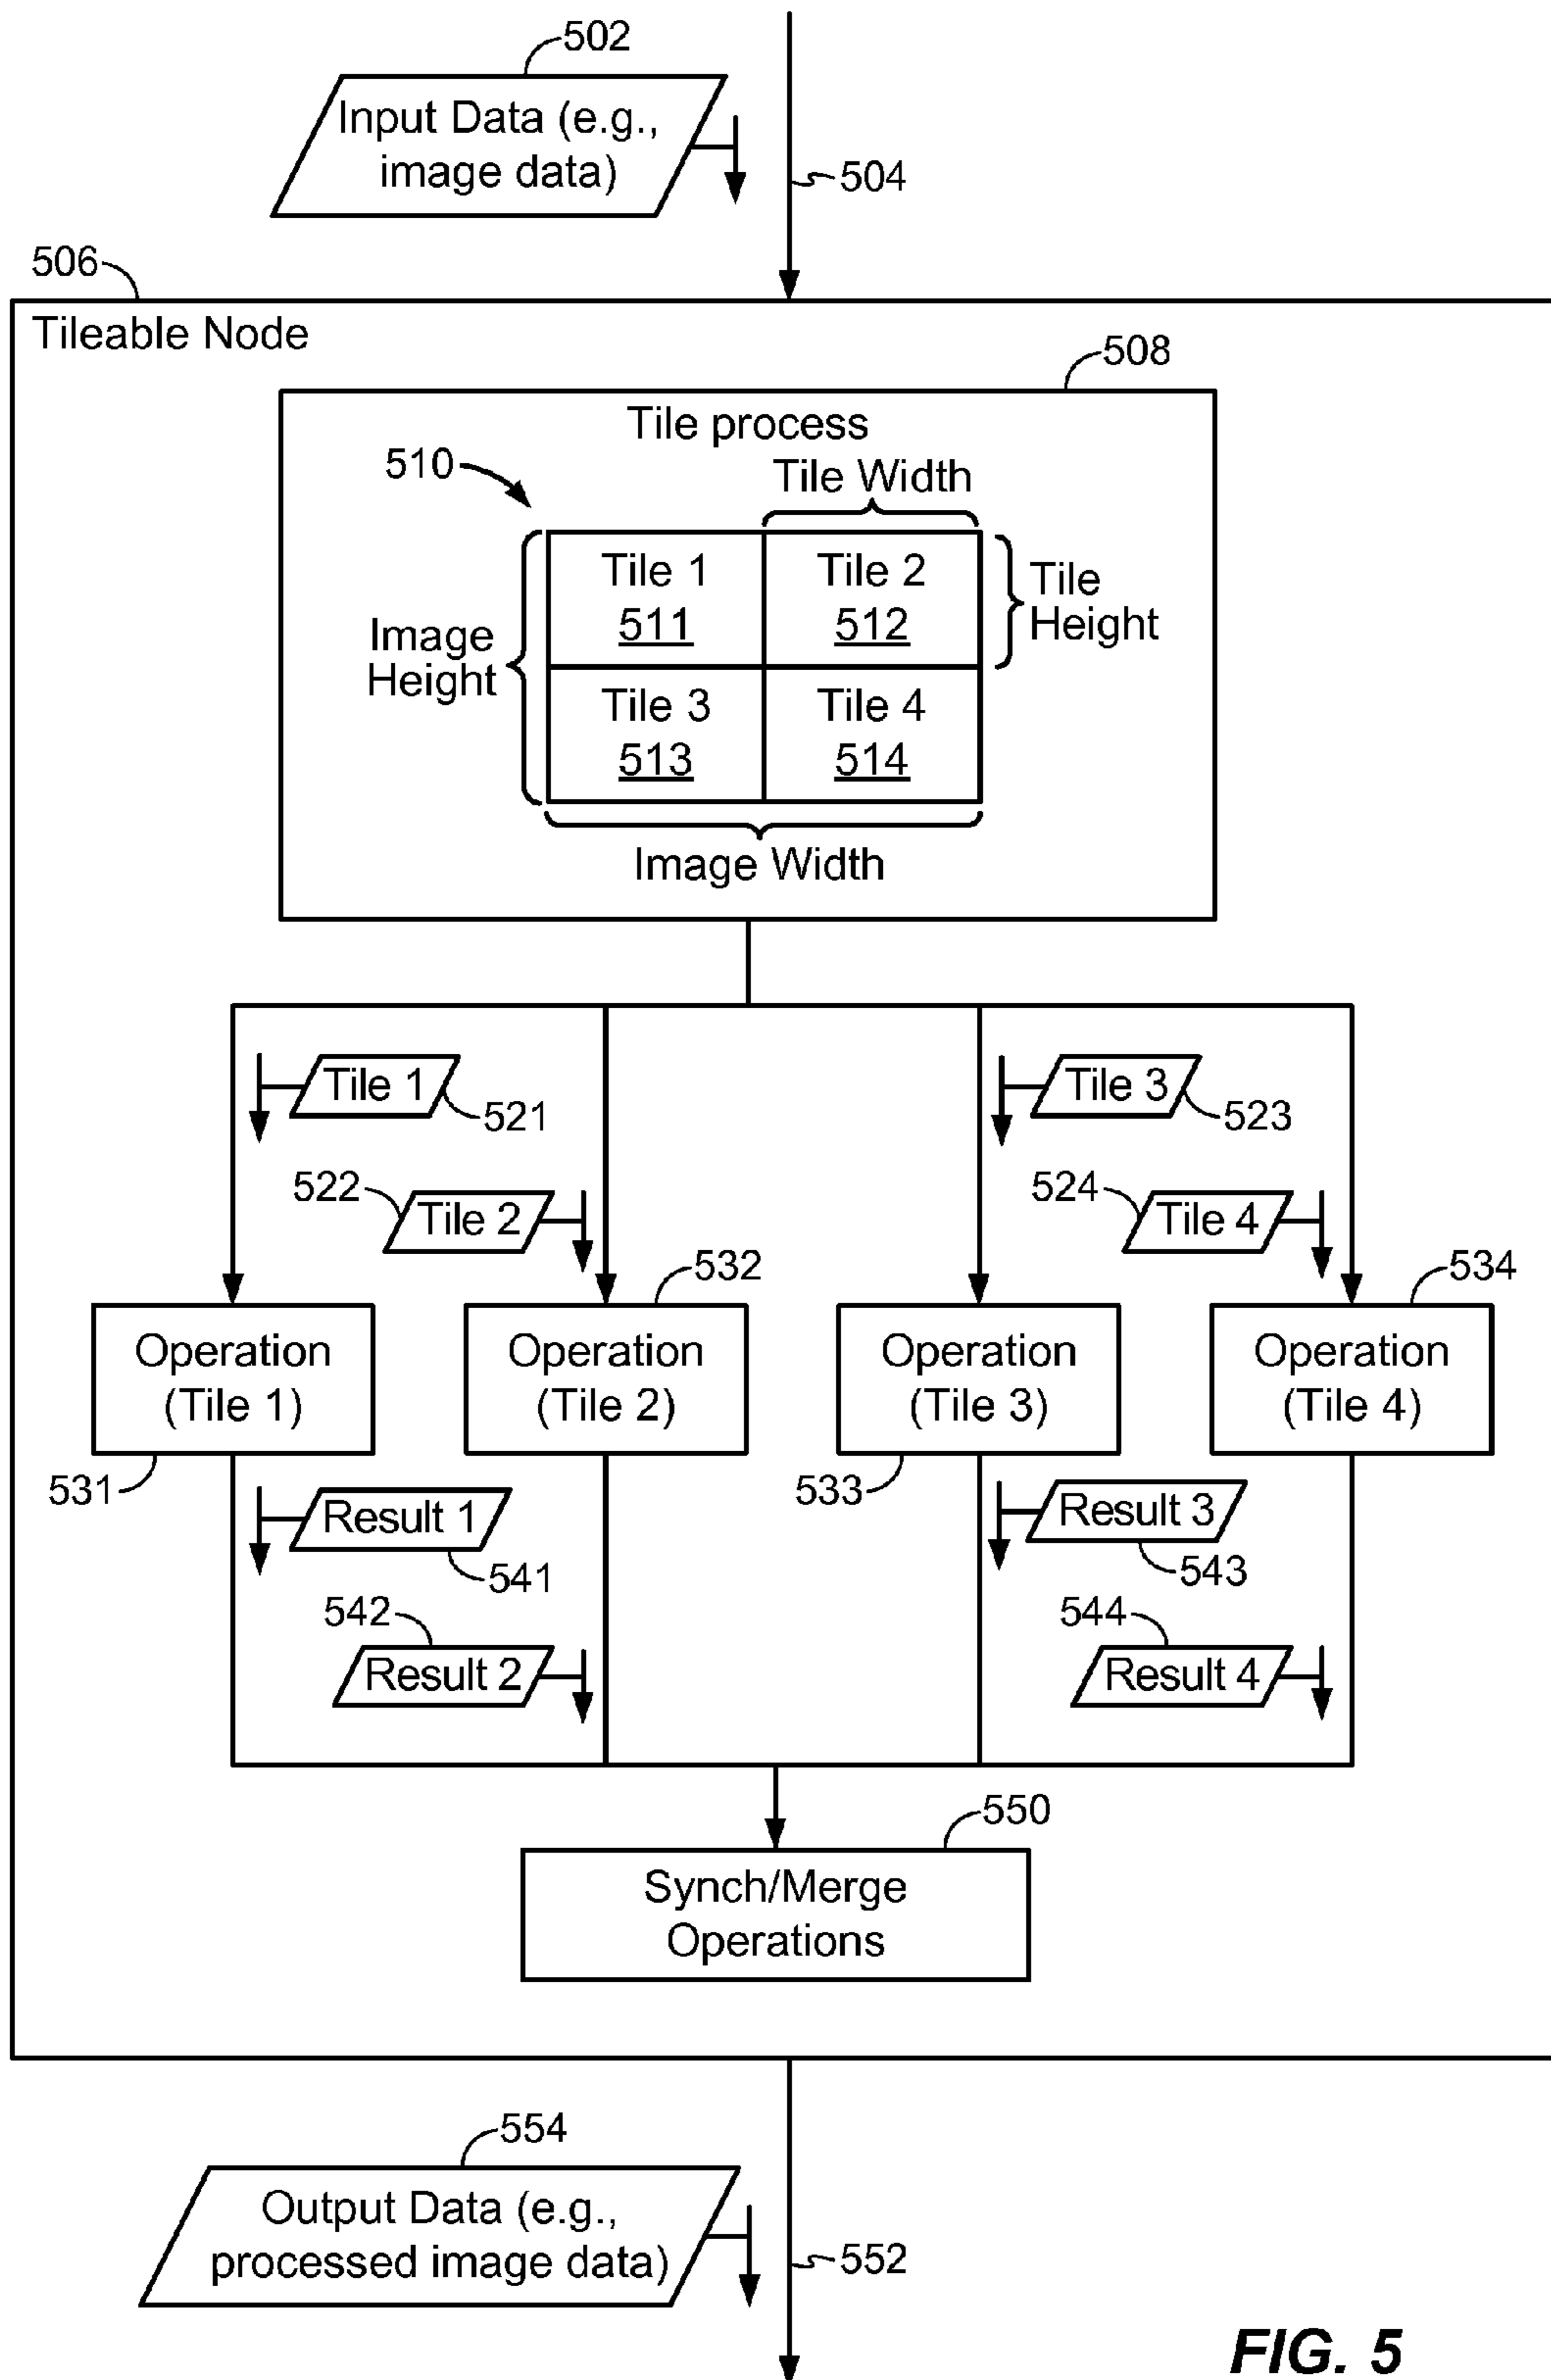 502
Input Data (e.g.,
image data)
504
506
Tileable Node
508
Tile process
510
Tile Width
Tile 1
511
Tile 2
512
Tile
Height
Image
Height
Tile 3
513
Tile 4
514
Image Width
Tile 1
521
Tile 3
523
522
Tile 2
524
Tile 4
532
534
Operation
(Tile 1)
Operation
(Tile 2)
Operation
(Tile 3)
Operation
(Tile 4)
531
533
Result 1
541
Result 3
543
542
Result 2
544
Result 4
550
Synch/Merge
Operations
554
Output Data (e.g.,
processed image data)
552
FIG. 5